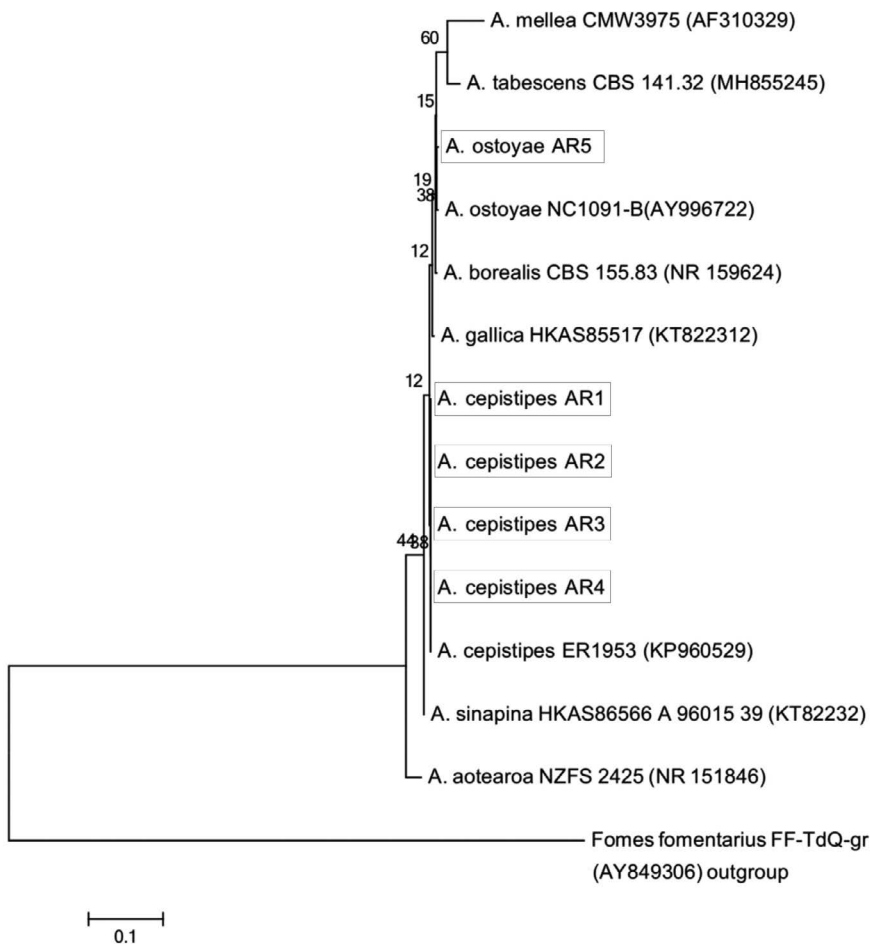 60
A. mellea CMW3975 (AF310329)
A. tabescens CBS 141.32 (MH855245)
15
A. ostoyae AR5
19
38
A. ostoyae NC1091-B(AY996722)
12
A. borealis CBS 155.83 (NR 159624)
A. gallica HKAS85517 (KT822312)
12
A. cepistipes AR1
A. cepistipes AR2
A. cepistipes AR3
44
38
A. cepistipes AR4
A. cepistipes ER1953 (KP960529)
A. sinapina HKAS86566 A 96015 39 (KT82232)
A. aotearoa NZFS 2425 (NR 151846)
Fomes fomentarius FF-TdQ-gr
(AY849306) outgroup
0.1